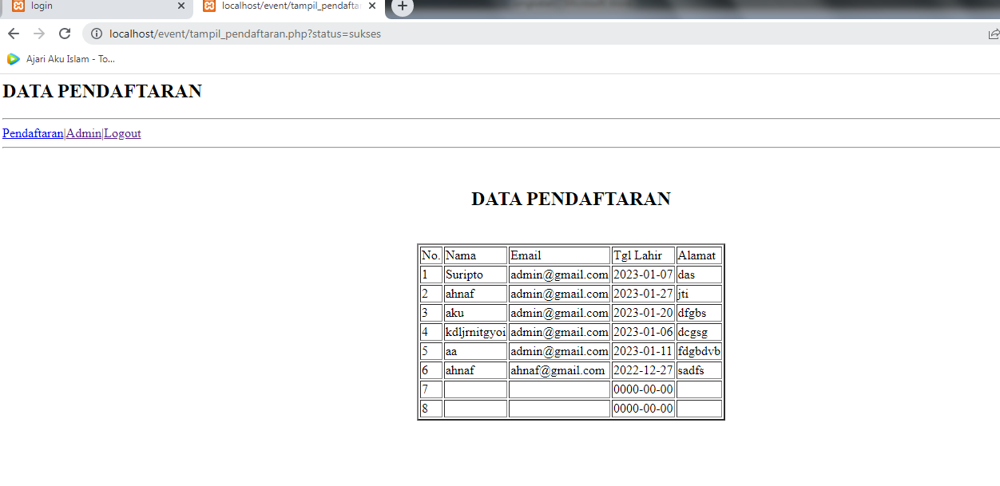 login
localhost/event/tampil_pendafta
localhost/event/tampil_pendaftaran.php?status=sukses
Ajari Aku Islam - To...
DATA PENDAFTARAN
Pendaftaran|Admin|Logout
DATA PENDAFTARAN
No. Nama Email Tgl Lahir Alamat
1 Suripto admin@gmail.com 2023-01-07 das
2 ahnaf admin@gmail.com 2023-01-27 jti
3 aku admin@gmail.com 2023-01-20 dfgbs
4 kdljrnitgyoi admin@gmail.com 2023-01-06 dcgsg
5 aa admin@gmail.com 2023-01-11 fdgbdvb
6 ahnaf ahnaf@gmail.com 2022-12-27 sadfs
7 0000-00-00
8 0000-00-00